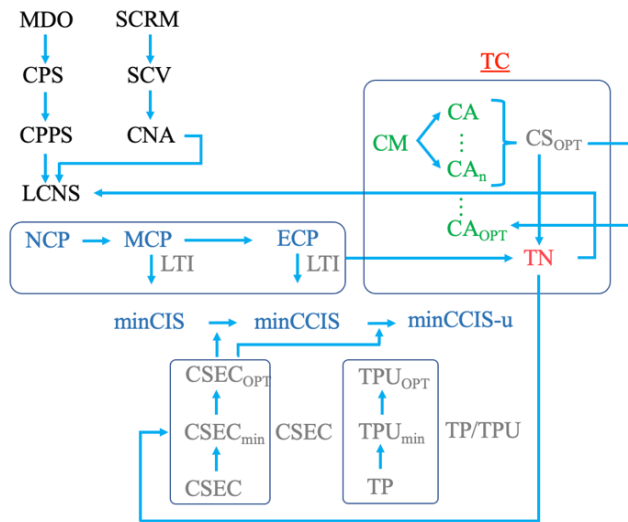 MDO SCRM
TC
CPS SCV
CA
CM CS_OPT
CPPS CNA
⋮
CA_n
LCNS
⋮
CA_OPT
NCP MCP ECP
TN
LTI LTI
minCIS minCCIS minCCIS-u
CSEC_OPT TPU_OPT
CSEC_min CSEC TPU_min TP/TPU
CSEC TP